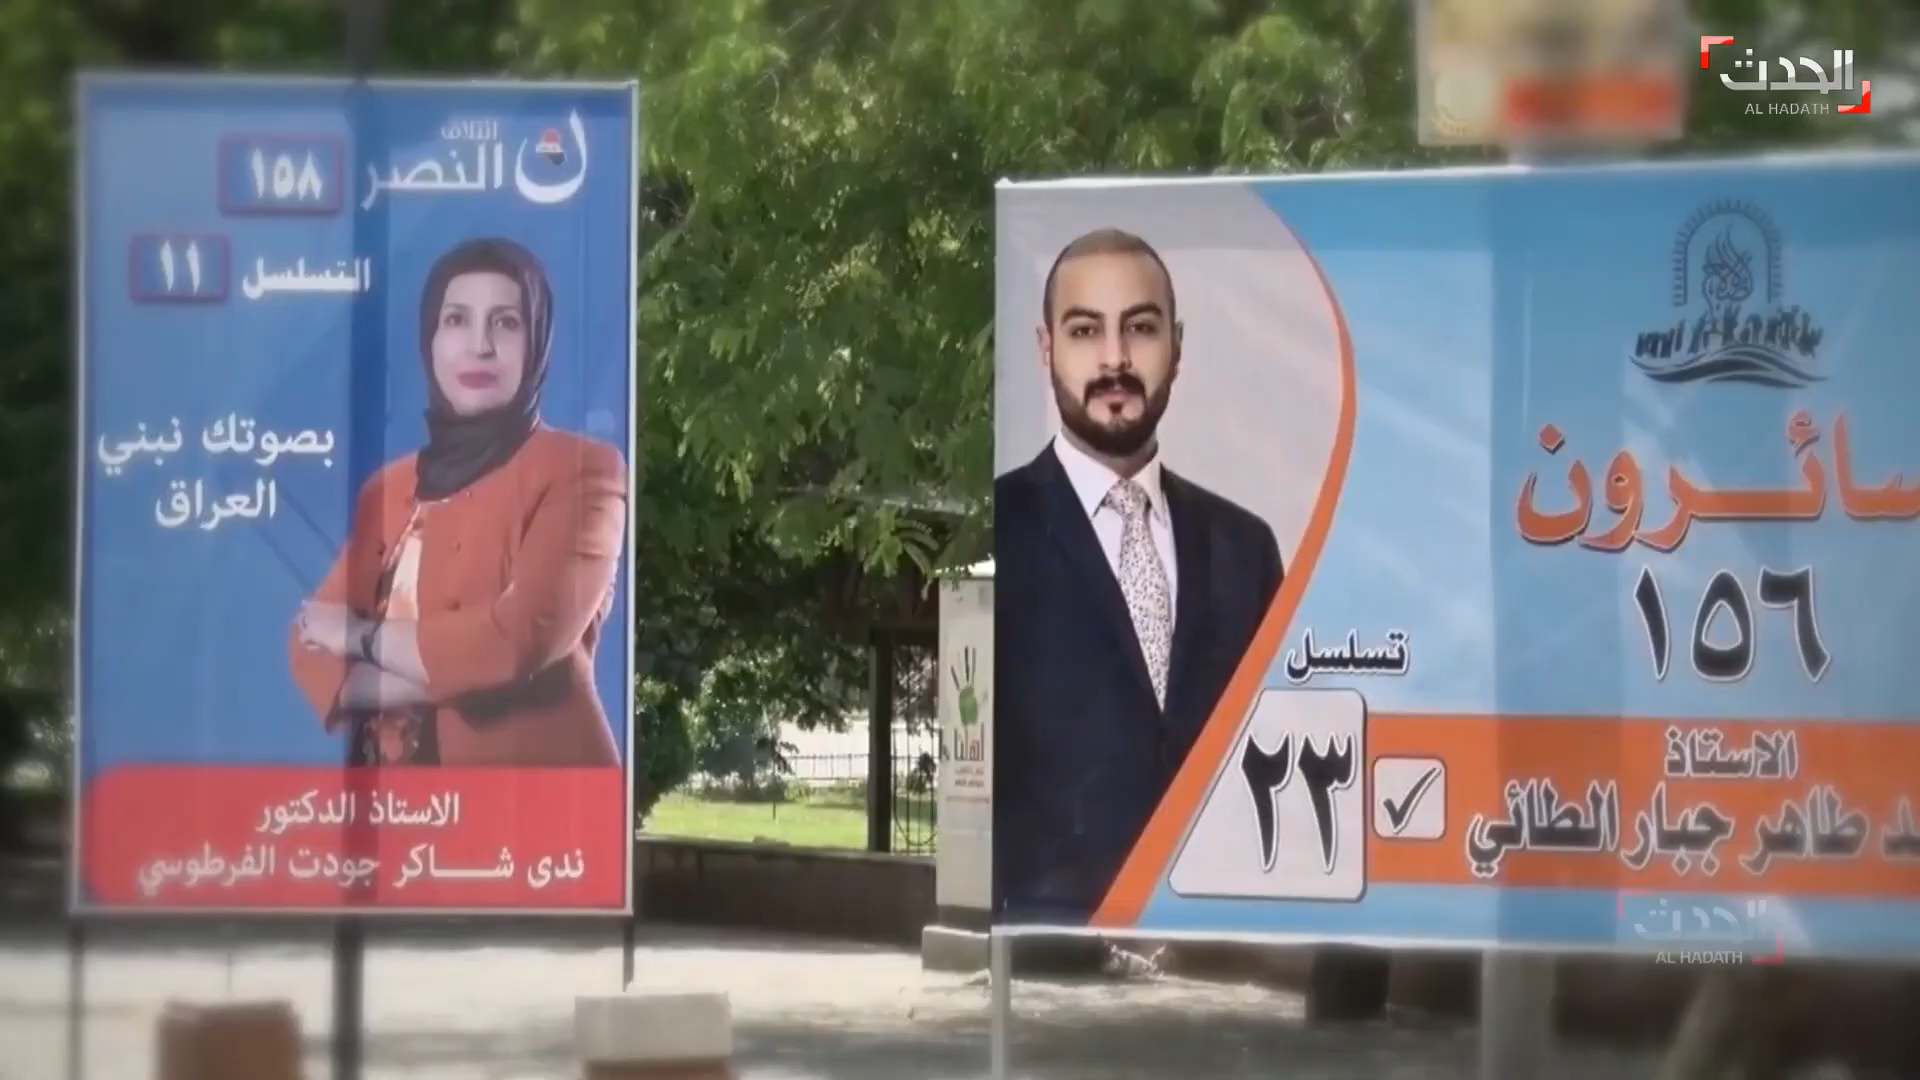 الحدث
AL HADATH
ائتلاف
النصر ١٥٨
التسلسل ١١
بصوتك نبني
العراق
الاستاذ الدكتور
ندى شاكر جودت الفرطوسي
سائرون
١٥٦
تسلسل
٢٣
الاستاذ
طاهر جبار الطائي
أهلنا
الحدث
AL HADATH